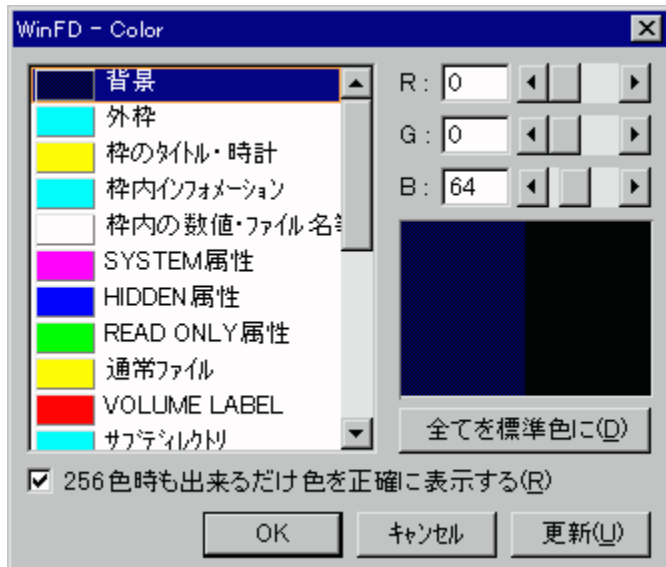 WinFD - Color
背景
外枠
枠のﾀｲﾄﾙ・時計
枠内ｲﾝﾌｫﾒｰｼｮﾝ
枠内の数値・ﾌｧｲﾙ名等
SYSTEM属性
HIDDEN属性
READ ONLY属性
通常ﾌｧｲﾙ
VOLUME LABEL
ｻﾌﾞﾃﾞｨﾚｸﾄﾘ
R: 0
G: 0
B: 64
全てを標準色に(D)
256色時も出来るだけ色を正確に表示する(R)
OK
ｷｬﾝｾﾙ
更新(U)